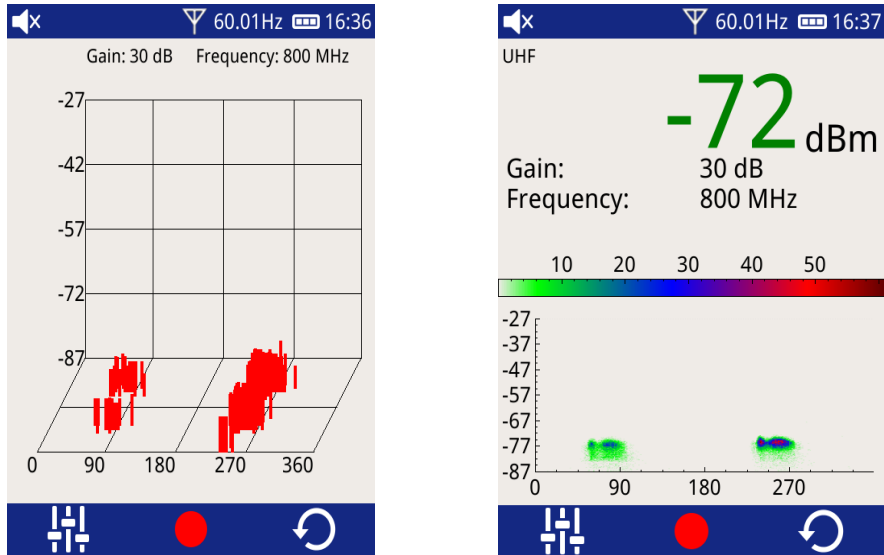 60.01Hz 16:36
Gain: 30 dB Frequency: 800 MHz
-27
-42
-57
-72
-87
0 90 180 270 360
60.01Hz 16:37
UHF
-72 dBm
Gain: 30 dB
Frequency: 800 MHz
10 20 30 40 50
-27
-37
-47
-57
-67
-77
-87
0 90 180 270